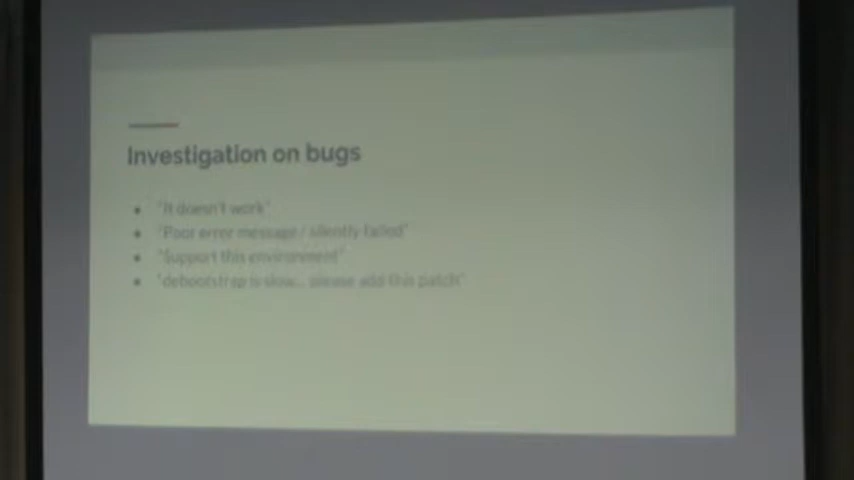 Investigation on bugs
"It doesn't work"
"Poor error message / silently failed"
"Support this environment"
"debootstrap is slow... please add this patch"